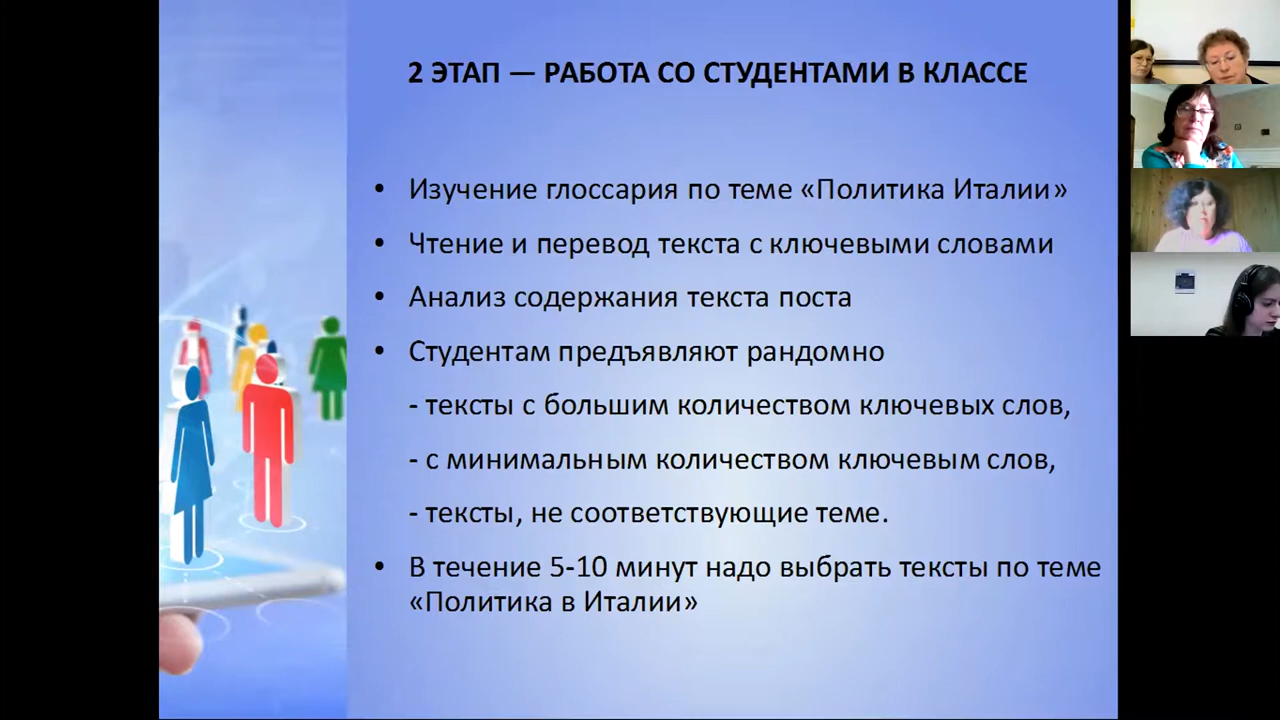 2 ЭТАП — РАБОТА СО СТУДЕНТАМИ В КЛАССЕ
• Изучение глоссария по теме «Политика Италии»
• Чтение и перевод текста с ключевыми словами
• Анализ содержания текста поста
• Студентам предъявляют рандомно
- тексты с большим количеством ключевых слов,
- с минимальным количеством ключевым слов,
- тексты, не соответствующие теме.
• В течение 5-10 минут надо выбрать тексты по теме
«Политика в Италии»